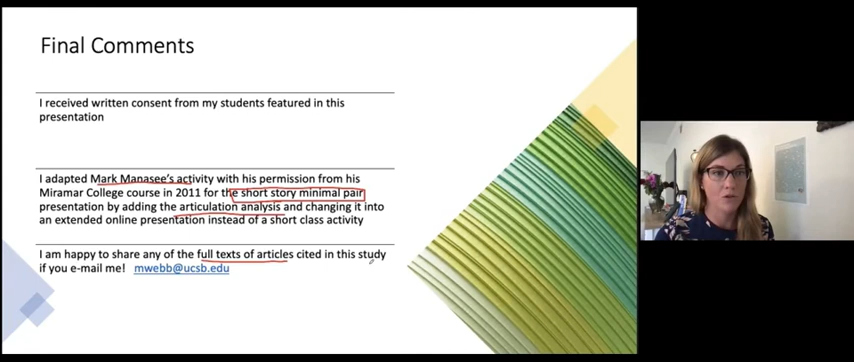 Final Comments
I received written consent from my students featured in this
presentation
I adapted Mark Manasee's activity with his permission from his
Miramar College course in 2011 for the short story minimal pair
presentation by adding the articulation analysis and changing it into
an extended online presentation instead of a short class activity
I am happy to share any of the full texts of articles cited in this study
if you e-mail me! mwebb@ucsb.edu